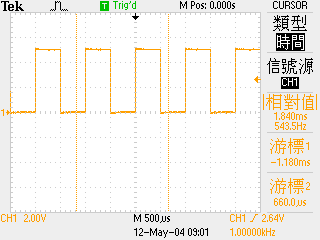 Tek Trig'd M Pos: 0.000s CURSOR
類型
時間
信號源
CH1
相對值
1.840ms
543.5Hz
游標1
-1.180ms
游標2
660.0µs
1
CH1 2.00V M 500µs CH1 2.64V
12-May-04 09:01 1.00000kHz